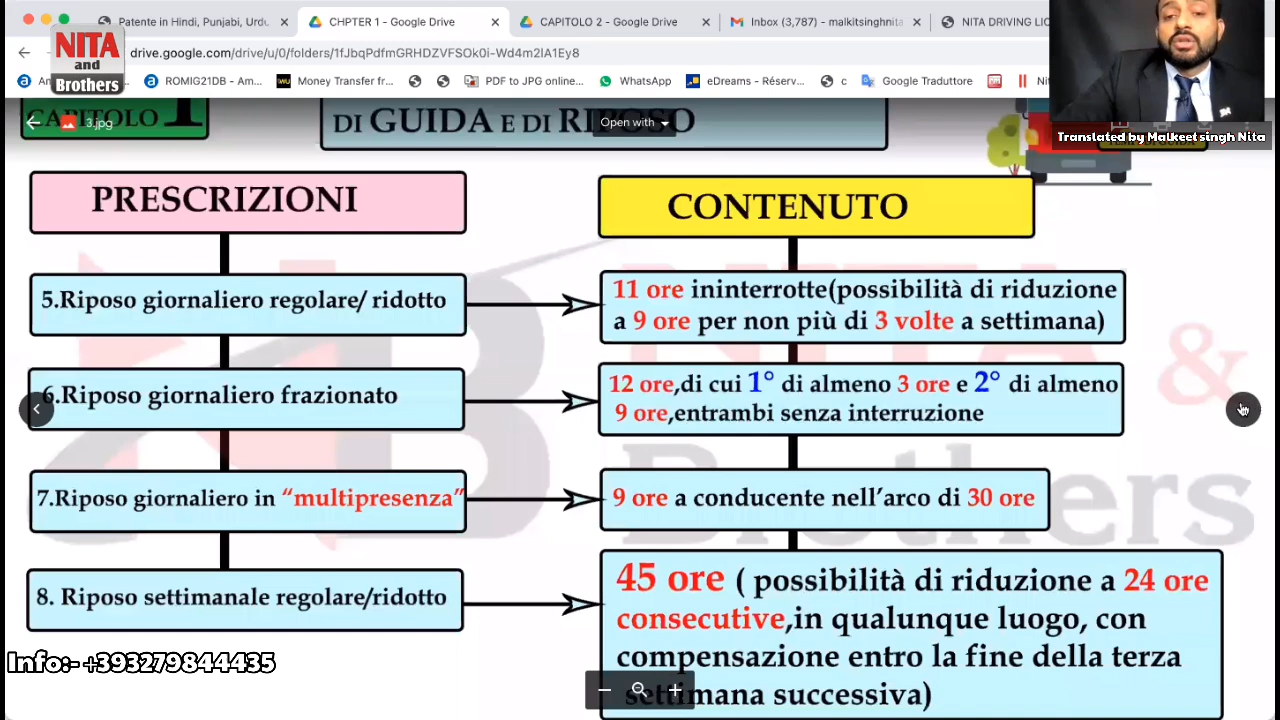 Patente in Hindi, Punjabi, Urdu
CHPTER 1 - Google Drive
CAPITOLO 2 - Google Drive
Inbox (3,787) - malkitsinghnita
NITA DRIVING LIC
drive.google.com/drive/u/0/folders/1fJbqPdfmGRHDZVFSOk0i-Wd4m2IA1Ey8
NITA
and
Brothers
ROMIG21DB - Am...
Money Transfer fr...
PDF to JPG online...
WhatsApp
eDreams - Réserv...
c
Google Traduttore
Translated by Malkeet singh Nita
CAPITOLO 1
3.jpg
DI GUIDA E DI RIPOSO
Open with
PRESCRIZIONI
CONTENUTO
5.Riposo giornaliero regolare/ ridotto
11 ore ininterrotte(possibilità di riduzione
a 9 ore per non più di 3 volte a settimana)
6.Riposo giornaliero frazionato
12 ore,di cui 1° di almeno 3 ore e 2° di almeno
9 ore,entrambi senza interruzione
7.Riposo giornaliero in “multipresenza”
9 ore a conducente nell’arco di 30 ore
8. Riposo settimanale regolare/ridotto
45 ore ( possibilità di riduzione a 24 ore
consecutive,in qualunque luogo, con
compensazione entro la fine della terza
settimana successiva)
NITA &
Brothers
Info:- +393279844435